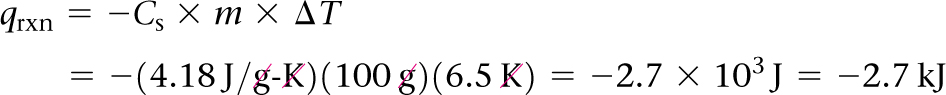 q_rxn = −C_s × m × ΔT
= −(4.18 J/g-K)(100 g)(6.5 K) = −2.7 × 10³ J = −2.7 kJ